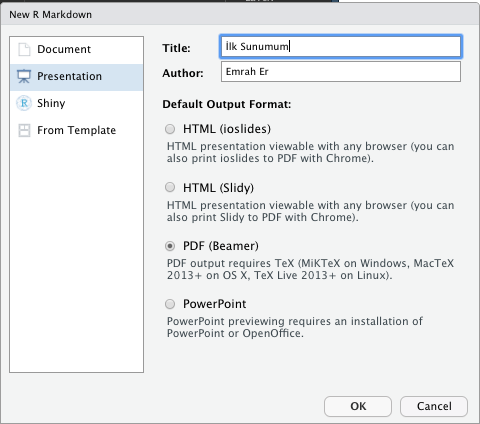 New R Markdown
Document
Presentation
R Shiny
From Template
Title: İlk Sunumum
Author: Emrah Er
Default Output Format:
HTML (ioslides)
HTML presentation viewable with any browser (you can
also print ioslides to PDF with Chrome).
HTML (Slidy)
HTML presentation viewable with any browser (you can
also print Slidy to PDF with Chrome).
PDF (Beamer)
PDF output requires TeX (MiKTeX on Windows, MacTeX
2013+ on OS X, TeX Live 2013+ on Linux).
PowerPoint
PowerPoint previewing requires an installation of
PowerPoint or OpenOffice.
OK Cancel